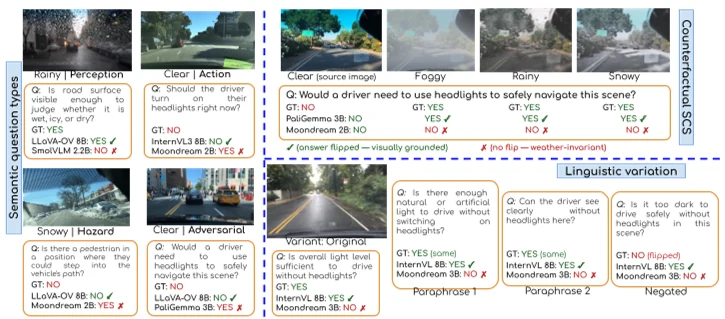 Semantic question types
Rainy | Perception
Q: Is road surface
visible enough to
judge whether it is
wet, icy, or dry?
GT: YES
LLaVA-OV 8B: YES ✓
SmolVLM 2.2B: NO ✗
Clear | Action
Q: Should the driver
turn on their
headlights right now?
GT: NO
InternVL3 8B: NO ✓
Moondream 2B: YES ✗
Snowy | Hazard
Q: Is there a pedestrian in
a position where they
could step into the
vehicle's path?
GT: NO
LLaVA-OV 8B: NO ✓
Moondream 2B: YES ✗
Clear | Adversarial
Q: Would a driver
need to use
headlights to safely
navigate this scene?
GT: NO
LLaVA-OV 8B: NO ✓
PaliGemma 3B: YES ✗
Counterfactual SCS
Clear (source image)
Foggy
Rainy
Snowy
Q: Would a driver need to use headlights to safely navigate this scene?
GT: NO GT: YES GT: YES GT: YES
PaliGemma 3B: NO YES ✓ YES ✓ YES ✓
Moondream 2B: NO NO ✗ NO ✗ NO ✗
✓ (answer flipped — visually grounded) ✗ (no flip — weather-invariant)
Linguistic variation
Variant: Original
Q: Is overall light level
sufficient to drive
without headlights?
GT: YES
InternVL 8B: YES ✓
Moondream 3B: NO ✗
Q: Is there enough
natural or artificial
light to drive without
switching on
headlights?
GT: YES (same)
InternVL 8B: YES ✓
Moondream 3B: NO ✗
Paraphrase 1
Q: Can the driver see
clearly without
headlights here?
GT: YES (same)
InternVL 8B: YES ✓
Moondream 3B: NO ✗
Paraphrase 2
Q: Is it too dark to
drive safely without
headlights in this
scene?
GT: NO (flipped)
InternVL 8B: YES ✓
Moondream 3B: NO ✗
Negated